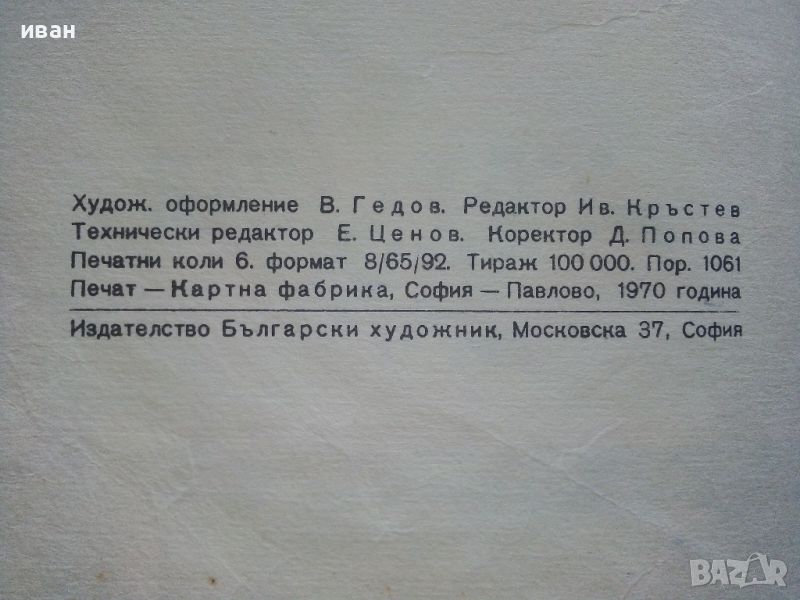 иван
Худож. оформление В. Гедов. Редактор Ив. Кръстев
Технически редактор Е. Ценов. Коректор Д. Попова
Печатни коли 6. формат 8/65/92. Тираж 100 000. Пор. 1061
Печат — Картна фабрика, София — Павлово, 1970 година
Издателство Български художник, Московска 37, София
BAZAR